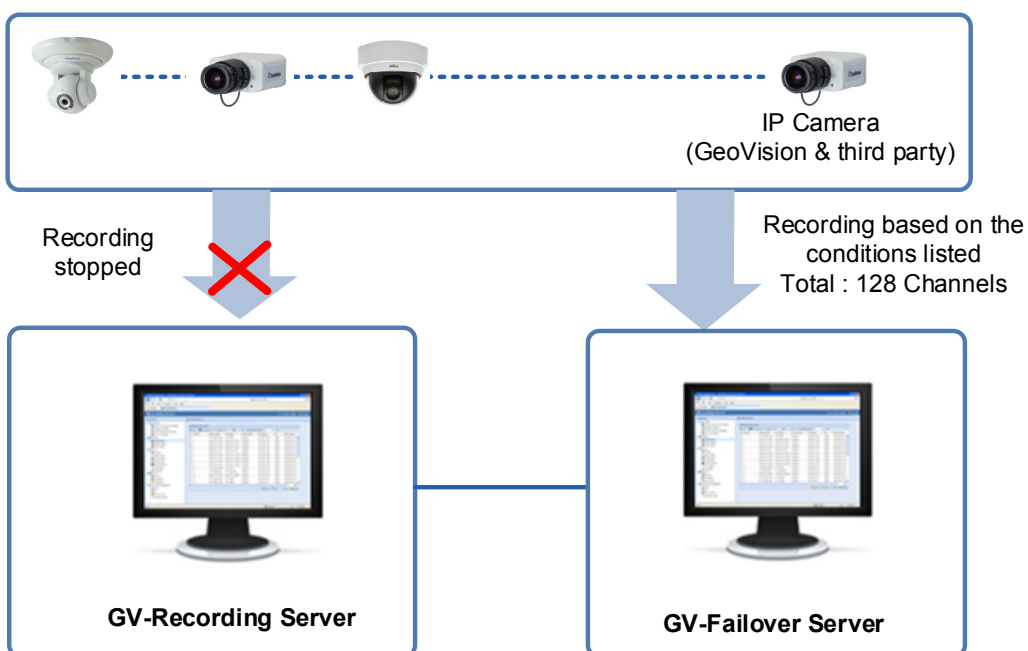 IP Camera
(GeoVision & third party)
Recording
stopped
Recording based on the
conditions listed
Total : 128 Channels
GV-Recording Server
GV-Failover Server